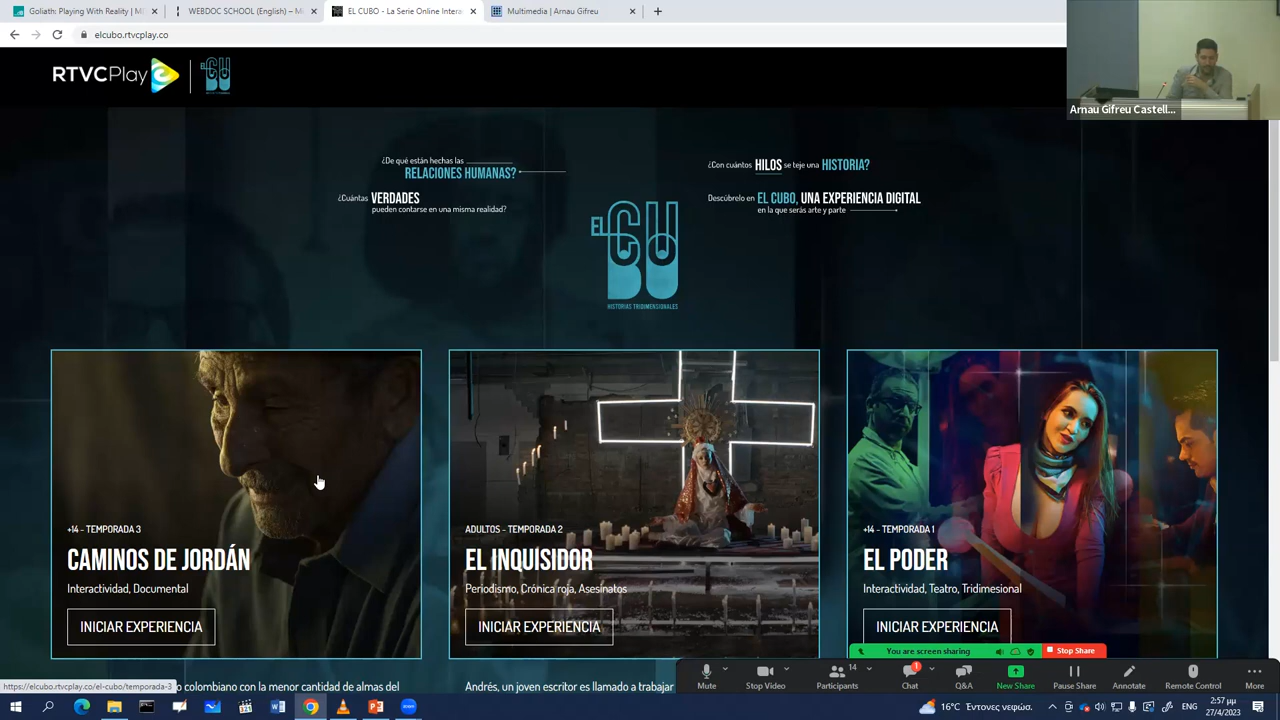 Goliath: Playing With Reality | M
WEBDOC SCHOOL (English) – M
EL CUBO - La Serie Online Intera
Multimedia | Arnau Gifreu
elcubo.rtvcplay.co
RTVCPlay
Arnau Gifreu Castell...
¿De qué están hechas las
RELACIONES HUMANAS?
¿Cuántas VERDADES
pueden contarse en una misma realidad?
¿Con cuántos HILOS se teje una HISTORIA?
Descúbrelo en EL CUBO, UNA EXPERIENCIA DIGITAL
en la que serás arte y parte
EL CUBO
HISTORIAS TRIDIMENSIONALES
+14 - TEMPORADA 3
CAMINOS DE JORDÁN
Interactividad, Documental
INICIAR EXPERIENCIA
ADULTOS - TEMPORADA 2
EL INQUÍSIDOR
Periodismo, Crónica roja, Asesinatos
INICIAR EXPERIENCIA
+14 - TEMPORADA 1
EL PODER
Interactividad, Teatro, Tridimesional
INICIAR EXPERIENCIA
You are screen sharing
Stop Share
https://elcubo.rtvcplay.co/el-cubo/temporada-3
o colombiano con la menor cantidad de almas del
Andrés, un joven escritor es llamado a trabajar
Mute
Stop Video
14
Participants
1
Chat
Q&A
New Share
Pause Share
Annotate
Remote Control
More
16°C Έντονες νεφώσ.
ENG
2:57 μμ
27/4/2023